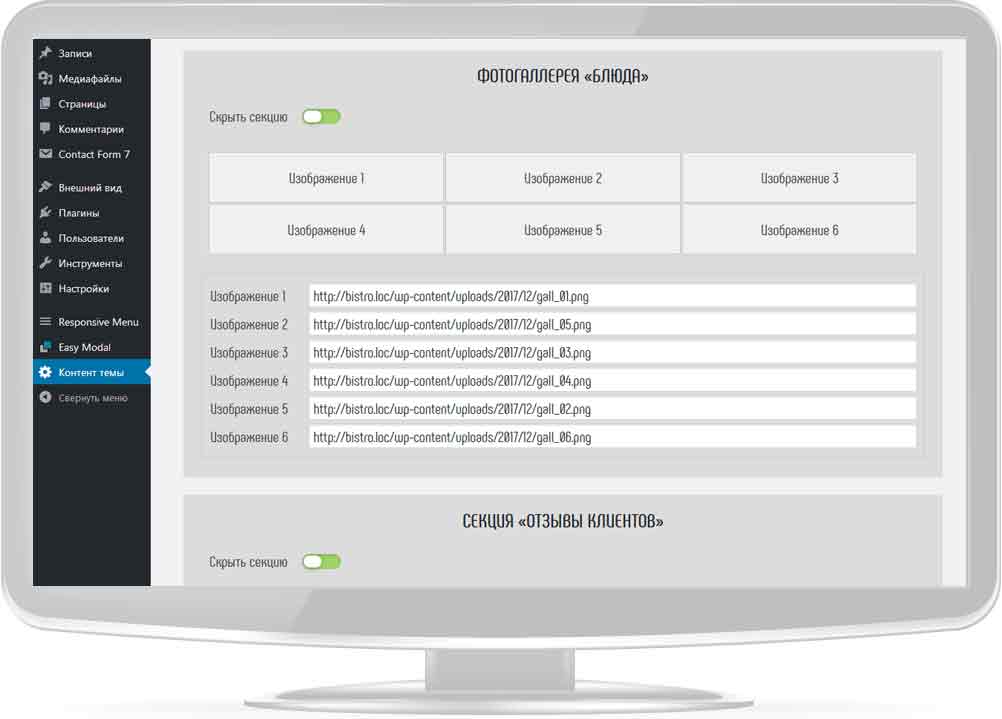 Записи
Медиафайлы
Страницы
Комментарии
Contact Form 7
Внешний вид
Плагины
Пользователи
Инструменты
Настройки
Responsive Menu
Easy Modal
Контент темы
Свернуть меню
ФОТОГАЛЛЕРЕЯ «БЛЮДА»
Скрыть секцию
Изображение 1 Изображение 2 Изображение 3
Изображение 4 Изображение 5 Изображение 6
Изображение 1 http://bistro.loc/wp-content/uploads/2017/12/gall_01.png
Изображение 2 http://bistro.loc/wp-content/uploads/2017/12/gall_05.png
Изображение 3 http://bistro.loc/wp-content/uploads/2017/12/gall_03.png
Изображение 4 http://bistro.loc/wp-content/uploads/2017/12/gall_04.png
Изображение 5 http://bistro.loc/wp-content/uploads/2017/12/gall_02.png
Изображение 6 http://bistro.loc/wp-content/uploads/2017/12/gall_06.png
СЕКЦИЯ «ОТЗЫВЫ КЛИЕНТОВ»
Скрыть секцию